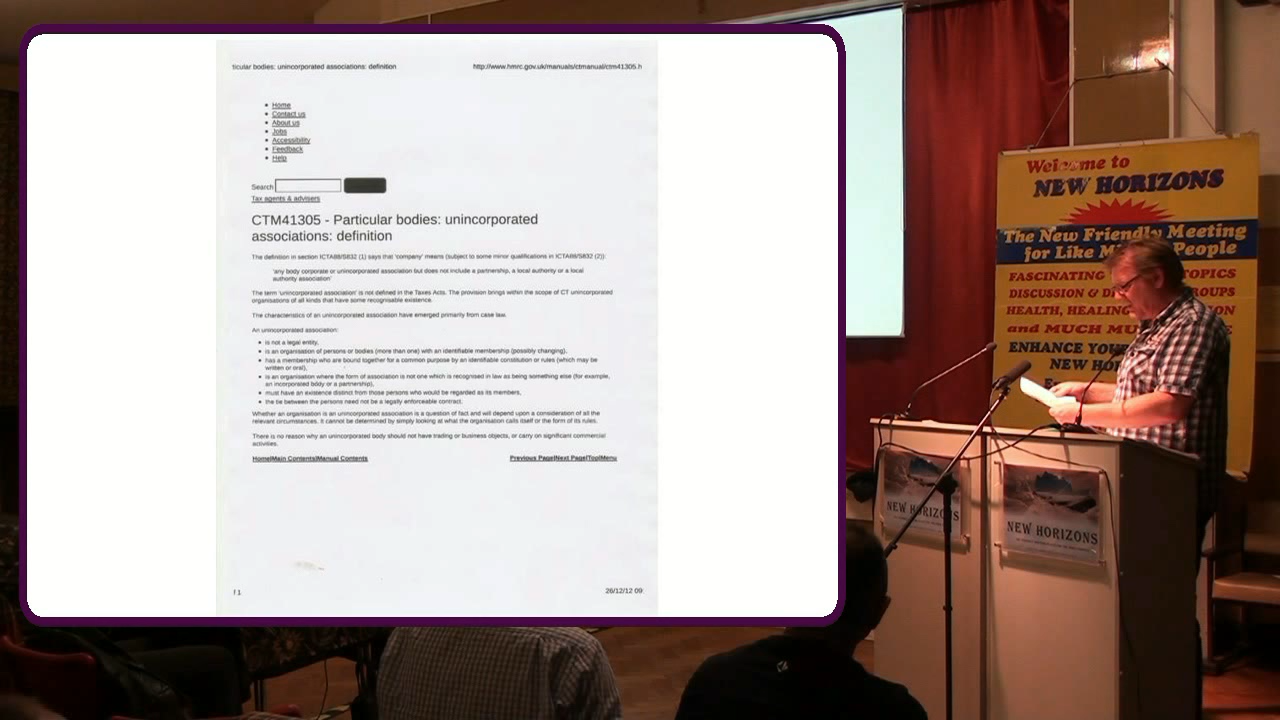 ticular bodies: unincorporated associations: definition
http://www.hmrc.gov.uk/manuals/ctmanual/ctm41305.h
Home
Contact us
About us
Jobs
Accessibility
Feedback
Help
Search
Tax agents & advisers
CTM41305 - Particular bodies: unincorporated
associations: definition
The definition in section ICTA88/S832 (1) says that 'company' means (subject to some minor qualifications in ICTA88/S832 (2)):
'any body corporate or unincorporated association but does not include a partnership, a local authority or a local
authority association'
The term 'unincorporated association' is not defined in the Taxes Acts. The provision brings within the scope of CT unincorporated
organisations of all kinds that have some recognisable existence.
The characteristics of an unincorporated association have emerged primarily from case law.
An unincorporated association:
is not a legal entity,
is an organisation of persons or bodies (more than one) with an identifiable membership (possibly changing),
has a membership who are bound together for a common purpose by an identifiable constitution or rules (which may be
written or oral),
is an organisation where the form of association is not one which is recognised in law as being something else (for example,
an incorporated body or a partnership),
must have an existence distinct from those persons who would be regarded as its members,
the tie between the persons need not be a legally enforceable contract.
Whether an organisation is an unincorporated association is a question of fact and will depend upon a consideration of all the
relevant circumstances. It cannot be determined by simply looking at what the organisation calls itself or the form of its rules.
There is no reason why an unincorporated body should not have trading or business objects, or carry on significant commercial
activities.
Home|Main Contents|Manual Contents
Previous Page|Next Page|Top|Menu
f 1
26/12/12 09:
Welcome to
NEW HORIZONS
The New Friendly Meeting
for Like People
FASCINATING TOPICS
DISCUSSION &
HEALTH, HEALING
and MUCH
ENHANCE
NEW
NEW HORIZONS
NEW HORIZONS